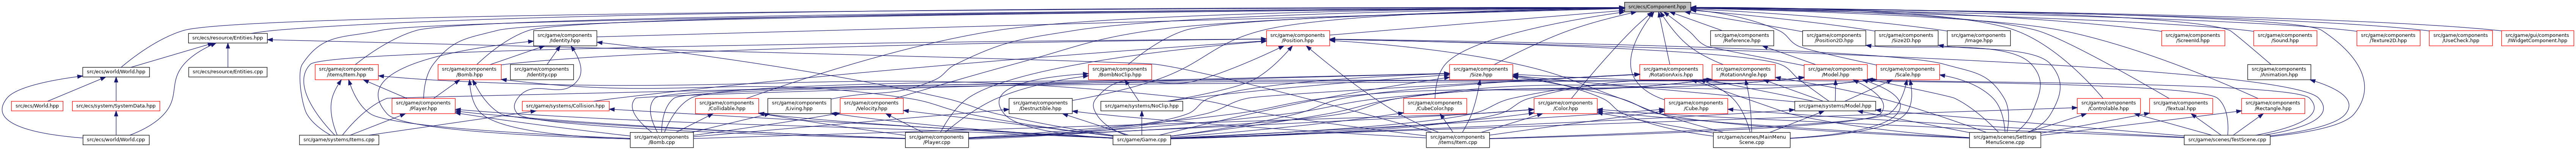 src/ecs/Component.hpp
src/ecs/resource/Entities.hpp
src/game/components
/Identity.hpp
src/game/components
/Position.hpp
src/game/components
/Reference.hpp
src/game/components
/Position2D.hpp
src/game/components
/Size2D.hpp
src/game/components
/Image.hpp
src/game/components
/ScreenId.hpp
src/game/components
/Sound.hpp
src/game/components
/Texture2D.hpp
src/game/components
/UseCheck.hpp
src/game/gui/components
/IWidgetComponent.hpp
src/ecs/world/World.hpp
src/ecs/resource/Entities.cpp
src/game/components
/items/Item.hpp
src/game/components
/Bomb.hpp
src/game/components
/Identity.cpp
src/game/components
/BombNoClip.hpp
src/game/components
/Size.hpp
src/game/components
/RotationAxis.hpp
src/game/components
/RotationAngle.hpp
src/game/components
/Model.hpp
src/game/components
/Scale.hpp
src/game/components
/Animation.hpp
src/ecs/World.hpp
src/ecs/system/SystemData.hpp
src/game/components
/Player.hpp
src/game/systems/Collision.hpp
src/game/components
/Collidable.hpp
src/game/components
/Living.hpp
src/game/components
/Velocity.hpp
src/game/components
/Destructible.hpp
src/game/systems/NoClip.hpp
src/game/components
/CubeColor.hpp
src/game/components
/Color.hpp
src/game/components
/Cube.hpp
src/game/systems/Model.hpp
src/game/components
/Controlable.hpp
src/game/components
/Textual.hpp
src/game/components
/Rectangle.hpp
src/ecs/world/World.cpp
src/game/systems/Items.cpp
src/game/components
/Bomb.cpp
src/game/components
/Player.cpp
src/game/Game.cpp
src/game/components
/items/Item.cpp
src/game/scenes/MainMenu
Scene.cpp
src/game/scenes/Settings
MenuScene.cpp
src/game/scenes/TestScene.cpp